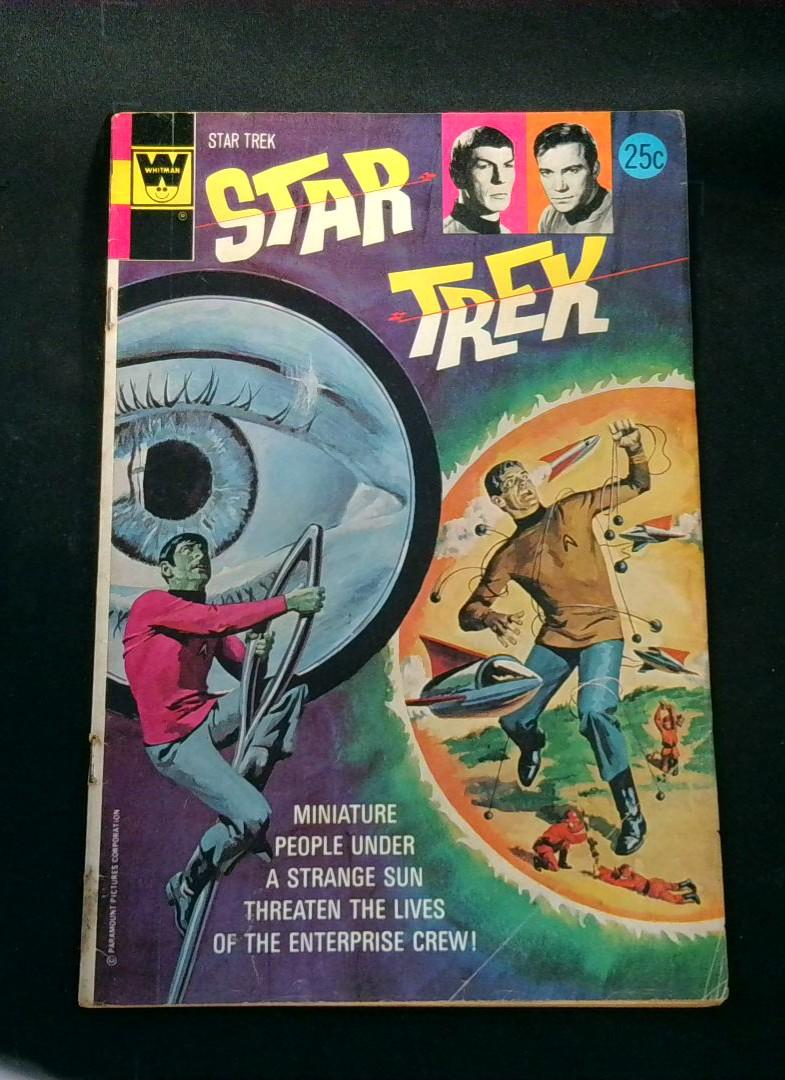 WHITMAN
STAR TREK
STAR
TREK
25¢
MINIATURE
PEOPLE UNDER
A STRANGE SUN
THREATEN THE LIVES
OF THE ENTERPRISE CREW!
© PARAMOUNT PICTURES CORPORATION